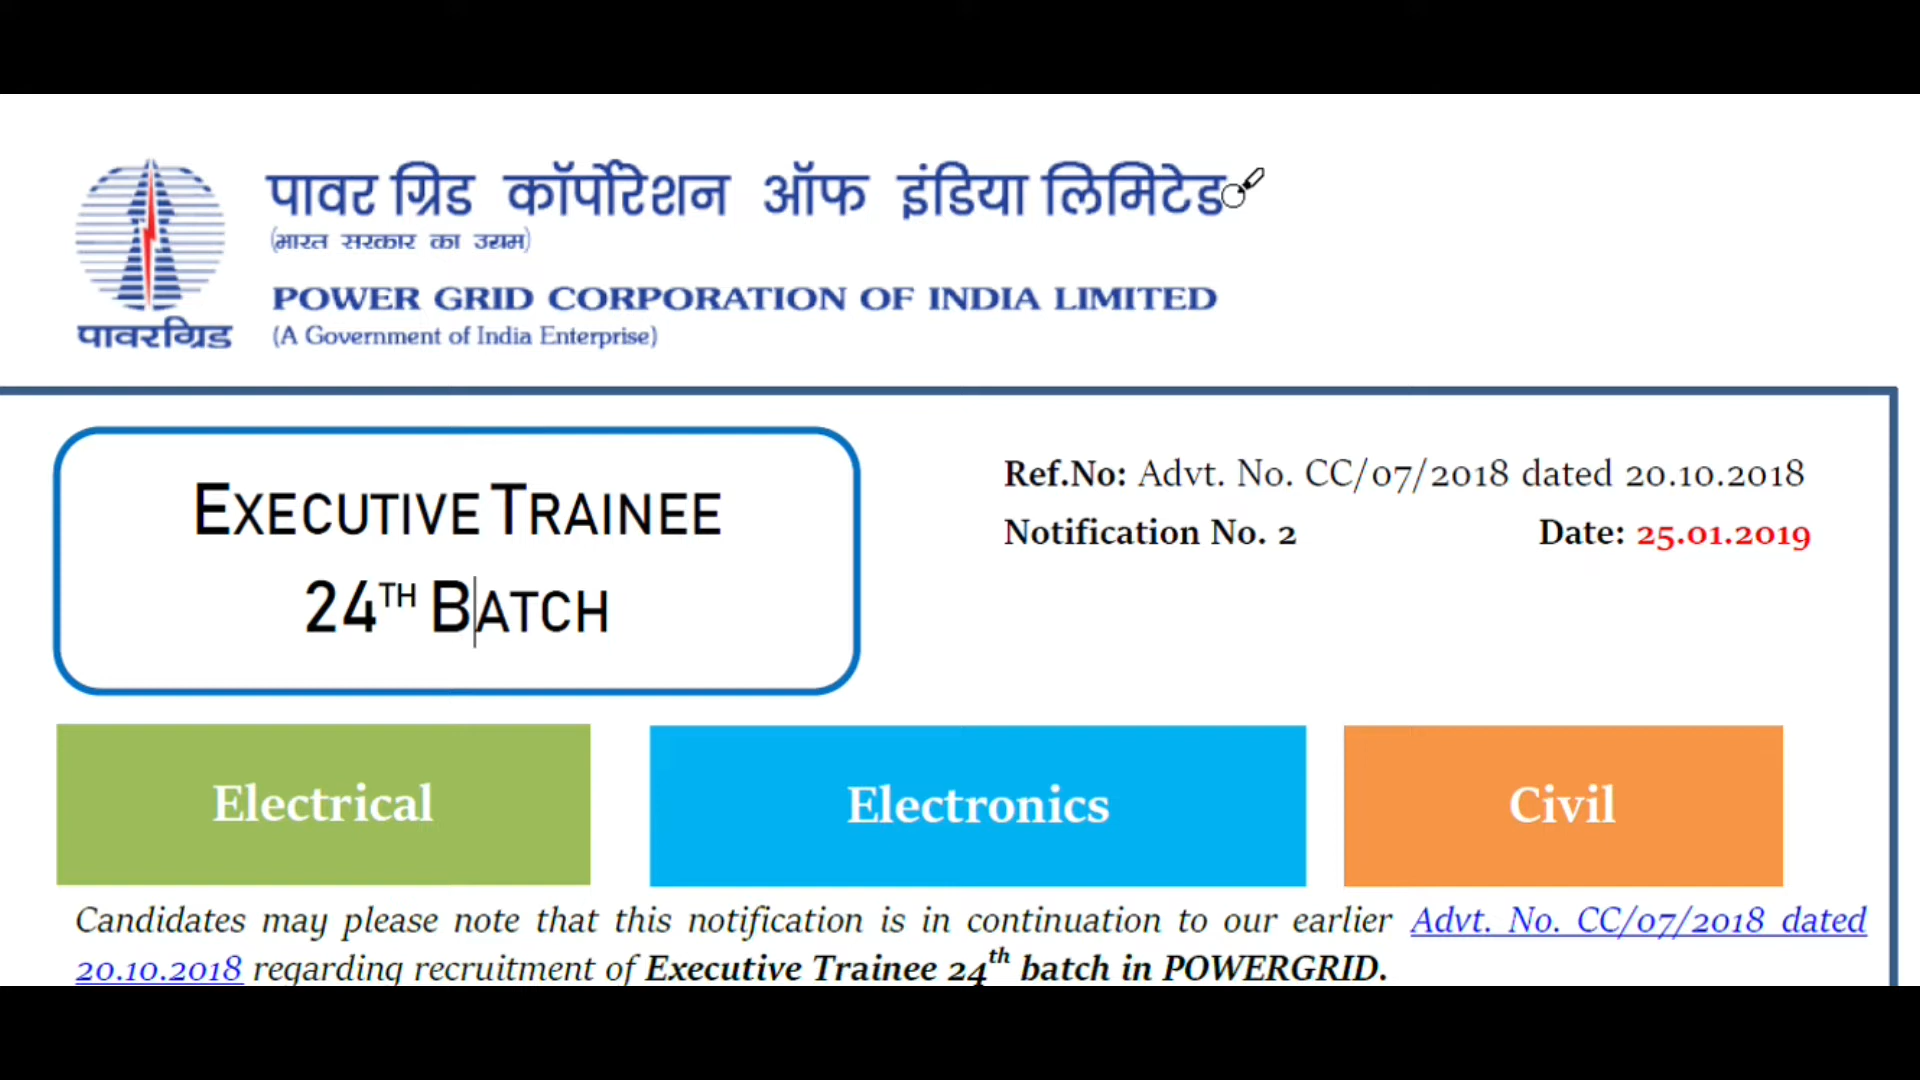 पावर ग्रिड कॉर्पोरेशन ऑफ इंडिया लिमिटेड
(भारत सरकार का उद्यम)
POWER GRID CORPORATION OF INDIA LIMITED
(A Government of India Enterprise)
पावरग्रिड
EXECUTIVE TRAINEE
24TH BATCH
Ref.No: Advt. No. CC/07/2018 dated 20.10.2018
Notification No. 2 Date: 25.01.2019
Electrical
Electronics
Civil
Candidates may please note that this notification is in continuation to our earlier Advt. No. CC/07/2018 dated
20.10.2018 regarding recruitment of Executive Trainee 24th batch in POWERGRID.